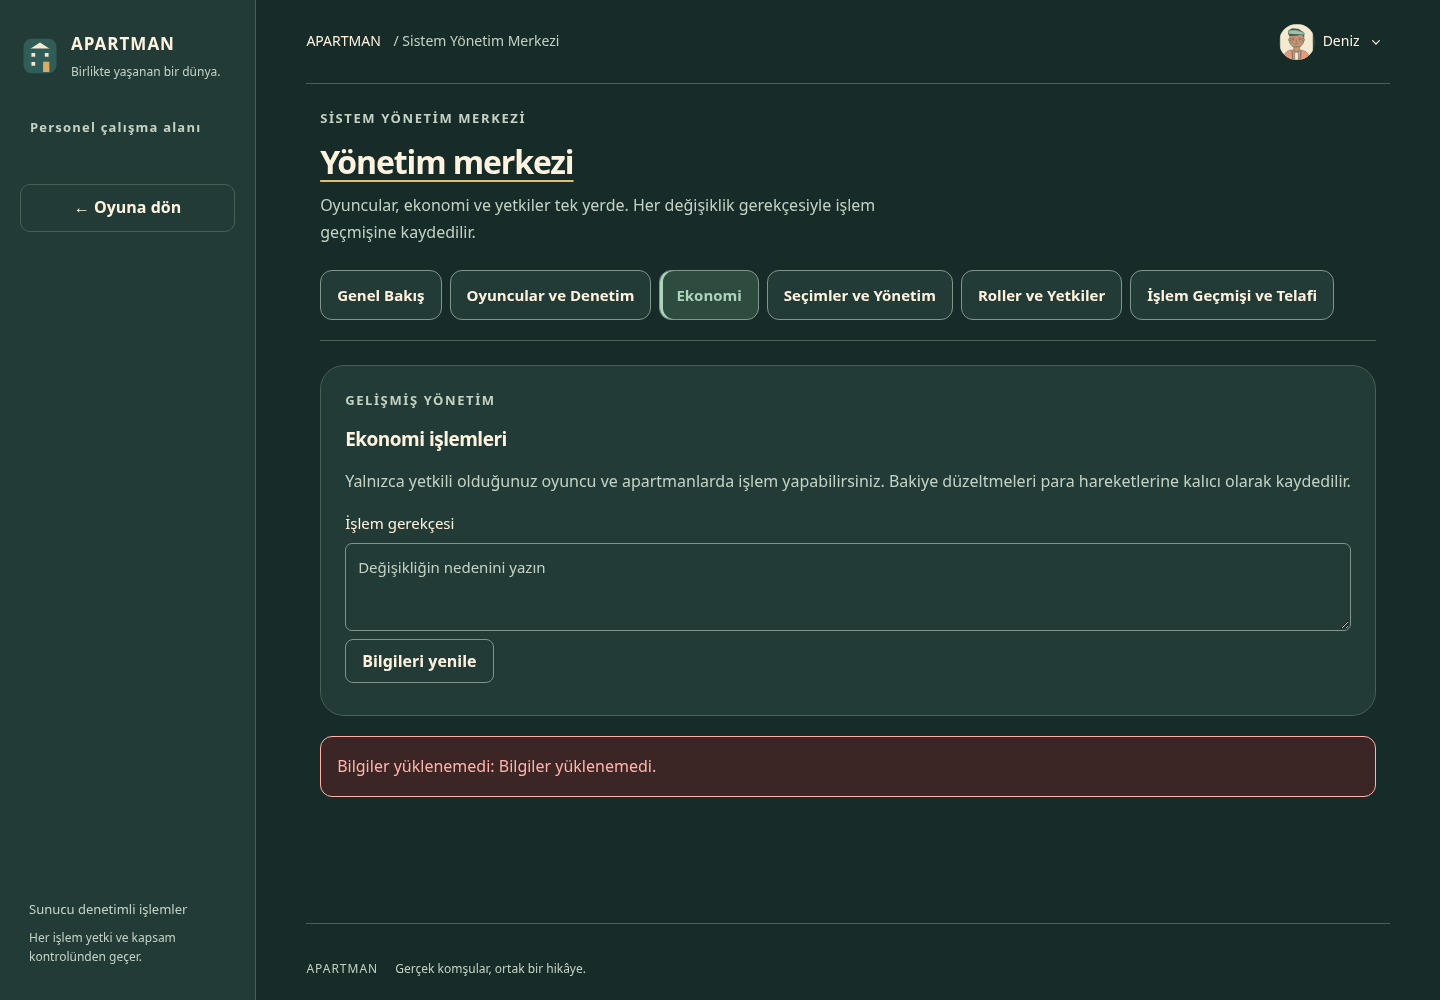 APARTMAN
Birlikte yaşanan bir dünya.
Personel çalışma alanı
← Oyuna dön
Sunucu denetimli işlemler
Her işlem yetki ve kapsam
kontrolünden geçer.
APARTMAN / Sistem Yönetim Merkezi
Deniz
SİSTEM YÖNETİM MERKEZİ
Yönetim merkezi
Oyuncular, ekonomi ve yetkiler tek yerde. Her değişiklik gerekçesiyle işlem
geçmişine kaydedilir.
Genel Bakış
Oyuncular ve Denetim
Ekonomi
Seçimler ve Yönetim
Roller ve Yetkiler
İşlem Geçmişi ve Telafi
GELİŞMİŞ YÖNETİM
Ekonomi işlemleri
Yalnızca yetkili olduğunuz oyuncu ve apartmanlarda işlem yapabilirsiniz. Bakiye düzeltmeleri para hareketlerine kalıcı olarak kaydedilir.
İşlem gerekçesi
Değişikliğin nedenini yazın
Bilgileri yenile
Bilgiler yüklenemedi: Bilgiler yüklenemedi.
APARTMAN Gerçek komşular, ortak bir hikâye.